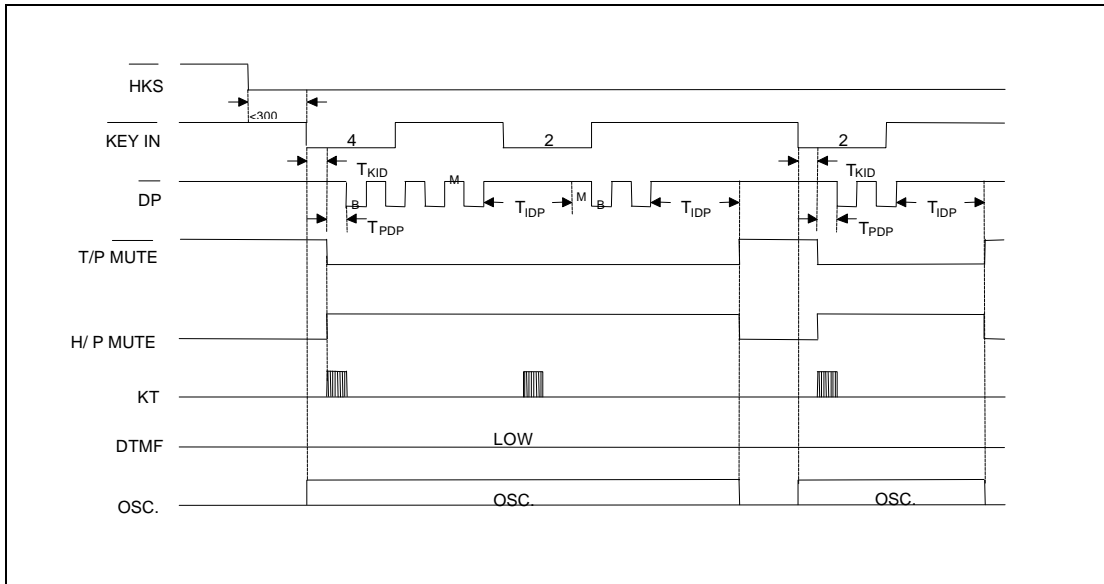 HKS
<300
KEY IN
4
2
2
TKID
TKID
DP
B
M
TIDP
M
B
TIDP
TIDP
TPDP
TPDP
T/P MUTE
H/ P MUTE
KT
DTMF
LOW
OSC.
OSC.
OSC.